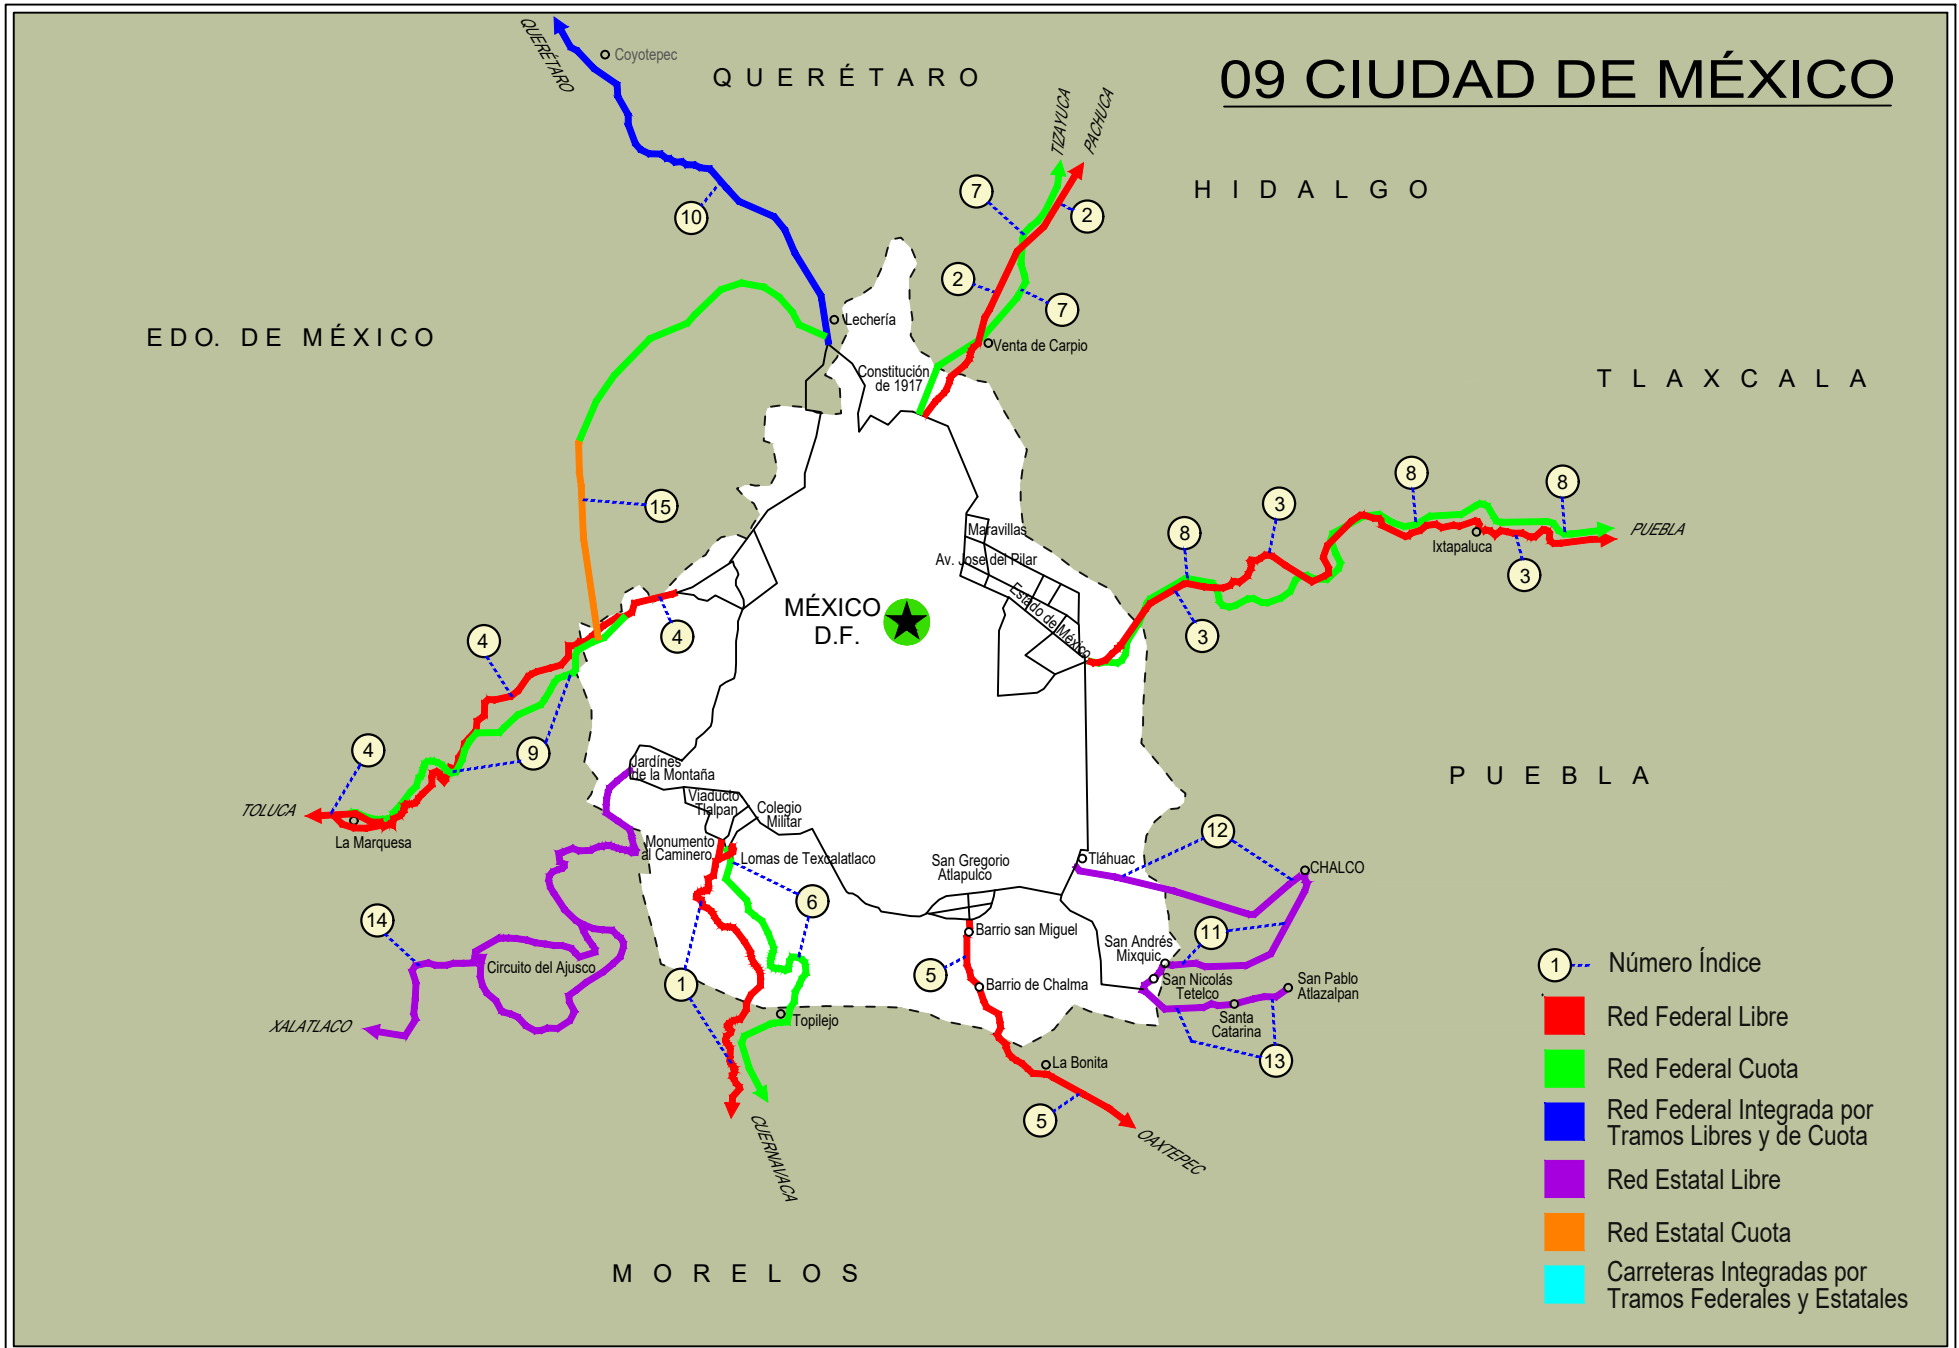 09 CIUDAD DE MÉXICO
QUERÉTARO
Coyotepec
QUERÉTARO
TIZAYUCA
PACHUCA
HIDALGO
7
2
10
2
7
Lechería
EDO. DE MÉXICO
Venta de Carpio
Constitución
de 1917
TLAXCALA
8
8
3
15
Maravillas
8
PUEBLA
Ixtapaluca
Av. Jose del Pilar
3
Estado de México
MÉXICO
D.F.
4
4
3
4
9
Jardínes
de la Montaña
PUEBLA
Viaducto
Tlalpan
Colegio
Militar
TOLUCA
La Marquesa
12
Monumento
al Caminero
Lomas de Texcalatlaco
San Gregorio
Atlapulco
Tláhuac
CHALCO
6
14
Barrio san Miguel
11
San Andrés
Mixquic
Circuito del Ajusco
5
1
Barrio de Chalma
San Nicolás
Tetelco
San Pablo
Atlazalpan
Santa
Catarina
XALATLACO
Topilejo
La Bonita
13
5
CUERNAVACA
OAXTEPEC
MORELOS
1
Número Índice
Red Federal Libre
Red Federal Cuota
Red Federal Integrada por
Tramos Libres y de Cuota
Red Estatal Libre
Red Estatal Cuota
Carreteras Integradas por
Tramos Federales y Estatales